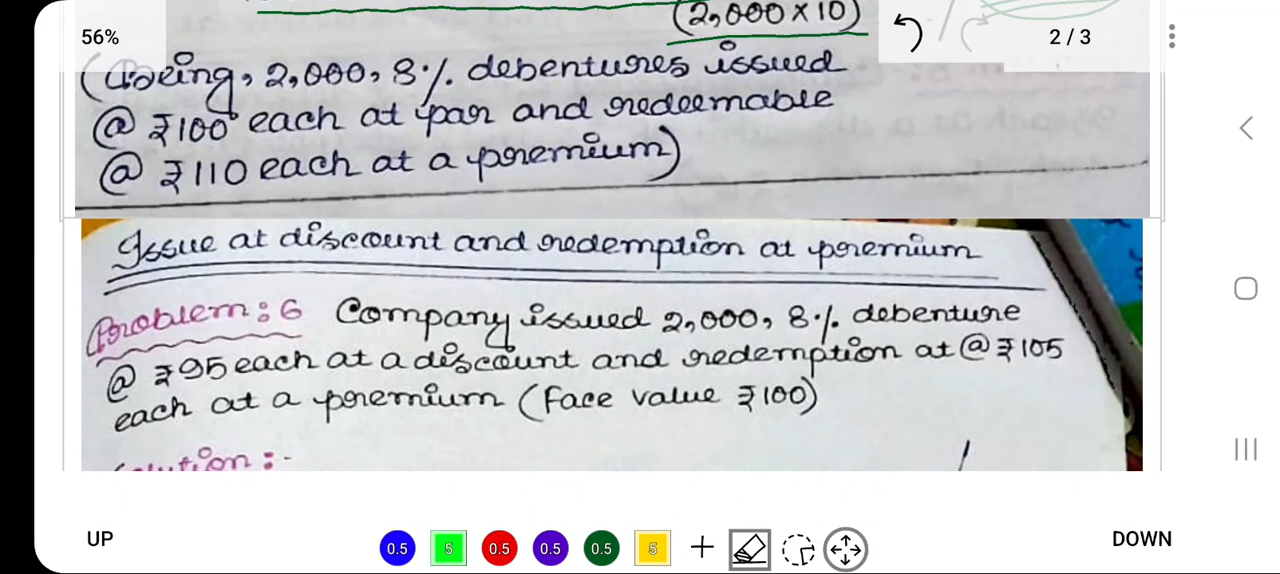 56%
(2,000 x 10)
2 / 3
(Being, 2,000, 8%. debentures issued
@ ₹100 each at par and redeemable
@ ₹110 each at a premium)
Issue at discount and redemption at premium
Problem: 6 Company issued 2,000, 8%. debenture
@ ₹95 each at a discount and redemption at @ ₹105
each at a premium (Face value ₹100)
Solution :-
UP
0.5
5
0.5
0.5
0.5
5
DOWN